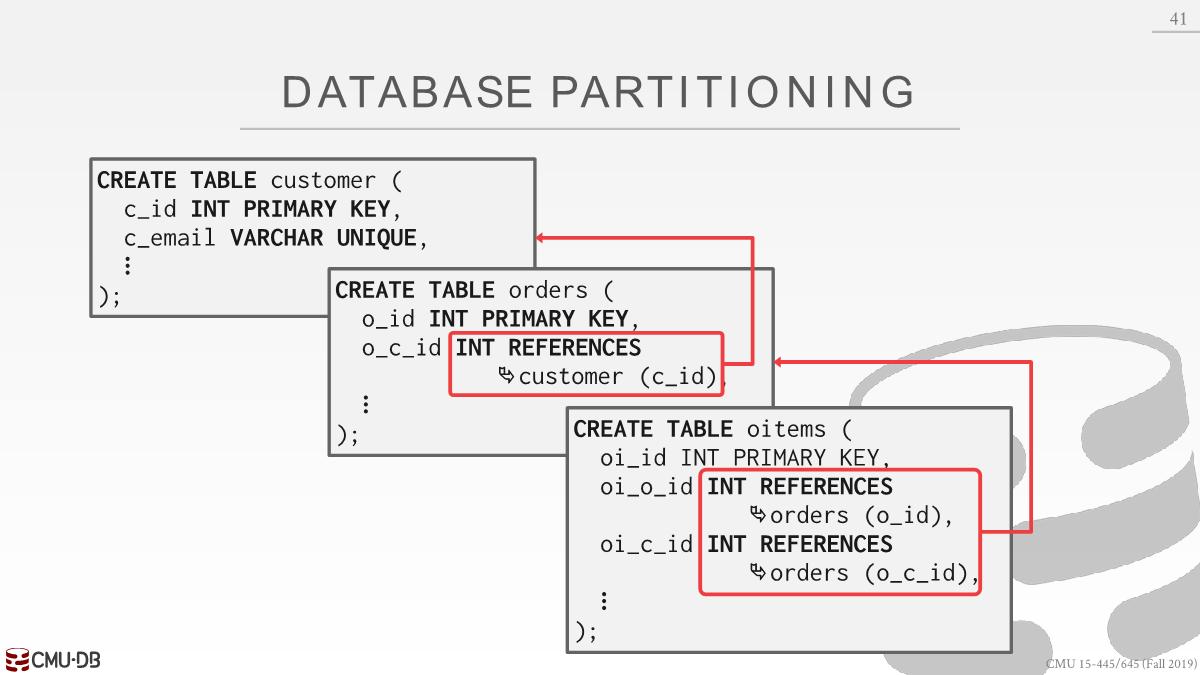 41
DATABASE PARTITIONING
CREATE TABLE customer (
c_id INT PRIMARY KEY,
c_email VARCHAR UNIQUE,
⋮
);
CREATE TABLE orders (
o_id INT PRIMARY KEY,
o_c_id INT REFERENCES
↳customer (c_id),
⋮
);
CREATE TABLE oitems (
oi_id INT PRIMARY KEY,
oi_o_id INT REFERENCES
↳orders (o_id),
oi_c_id INT REFERENCES
↳orders (o_c_id),
⋮
);
CMU·DB
CMU 15-445/645 (Fall 2019)